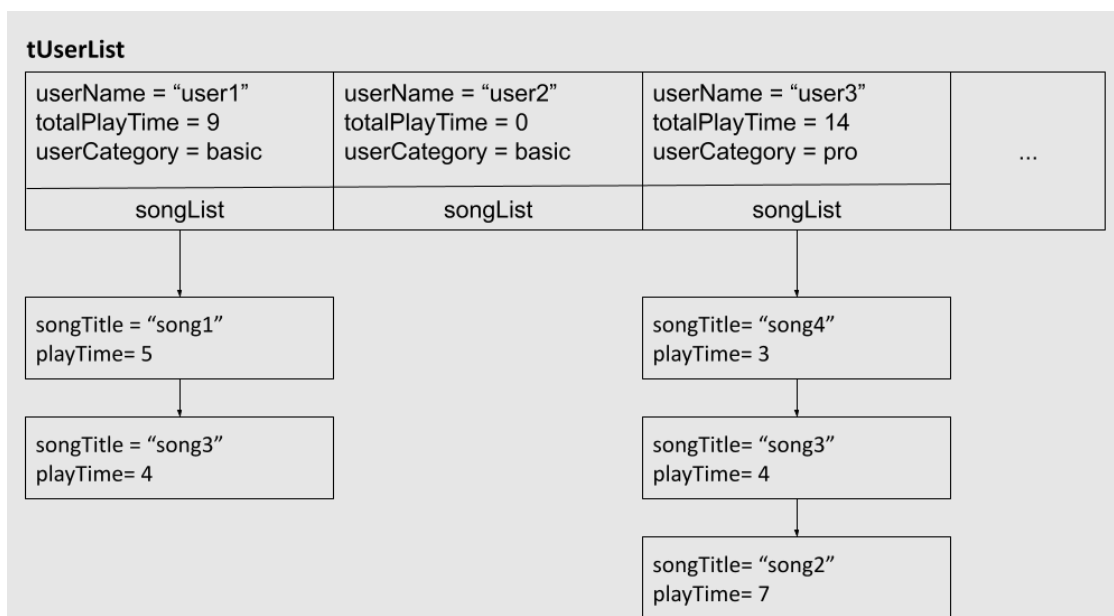 tUserList
userName = “user1”
totalPlayTime = 9
userCategory = basic
songList
userName = “user2”
totalPlayTime = 0
userCategory = basic
songList
userName = “user3”
totalPlayTime = 14
userCategory = pro
songList
...
songTitle = “song1”
playTime= 5
songTitle = “song3”
playTime= 4
songTitle= “song4”
playTime= 3
songTitle= “song3”
playTime= 4
songTitle= “song2”
playTime= 7